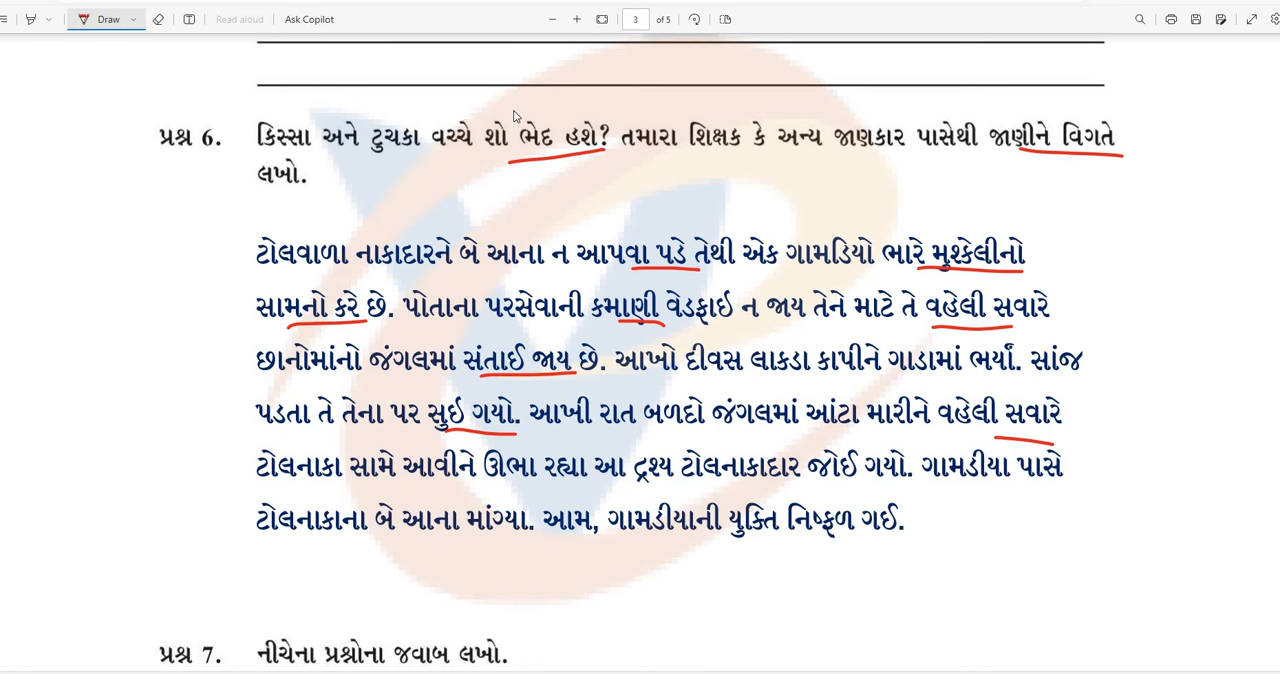 Draw
Read aloud
Ask Copilot
3
of 5
પ્રશ્ન 6. કિસ્સા અને ટુચકા વચ્ચે શો ભેદ હશે? તમારા શિક્ષક કે અન્ય જાણકાર પાસેથી જાણીને વિગતે
લખો.
ટોલવાળા નાકાદારને બે આના ન આપવા પડે તેથી એક ગામડિયો ભારે મુશ્કેલીનો
સામનો કરે છે. પોતાના પરસેવાની કમાણી વેડફાઇ ન જાય તેને માટે તે વહેલી સવારે
છાનોમાંનો જંગલમાં સંતાઈ જાય છે. આખો દીવસ લાકડા કાપીને ગાડામાં ભર્યાં. સાંજ
પડતા તે તેના પર સુઇ ગયો. આખી રાત બળદો જંગલમાં આંટા મારીને વહેલી સવારે
ટોલનાકા સામે આવીને ઊભા રહ્યા આ દ્રશ્ય ટોલનાકાદાર જોઈ ગયો. ગામડીયા પાસે
ટોલનાકાના બે આના માંગ્યા. આમ, ગામડીયાની યુક્તિ નિષ્ફળ ગઈ.
પ્રશ્ન 7. નીચેના પ્રશ્નોના જવાબ લખો.